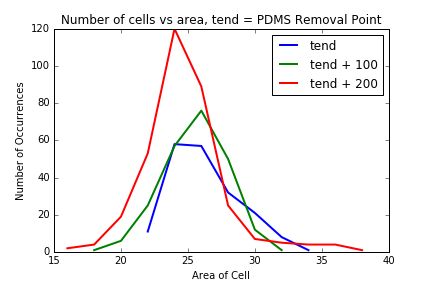 Number of cells vs area, tend = PDMS Removal Point
120
100
80
60
40
20
0
Number of Occurrences
tend
tend + 100
tend + 200
15 20 25 30 35 40
Area of Cell